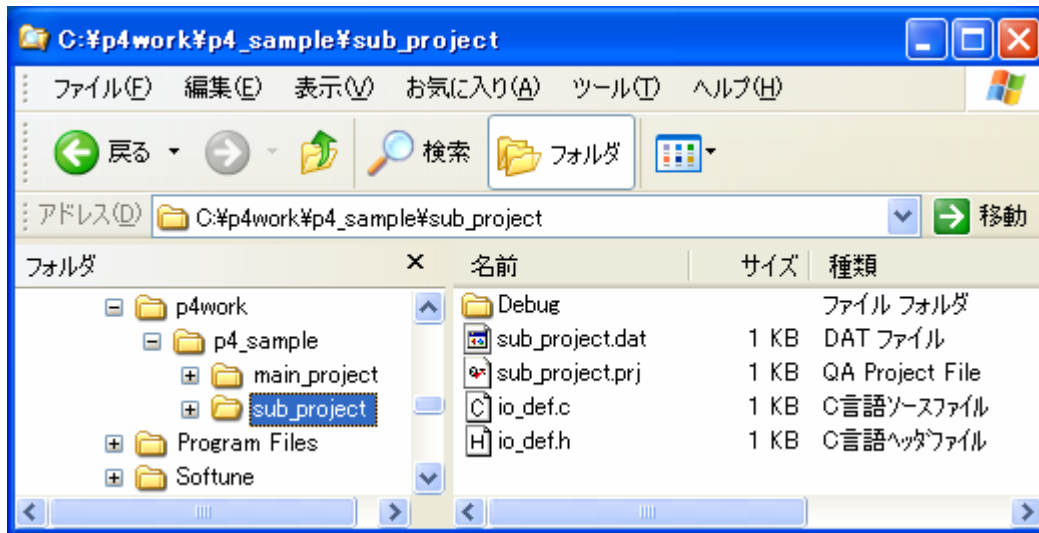 C:¥p4work¥p4_sample¥sub_project
ファイル(F) 編集(E) 表示(V) お気に入り(A) ツール(T) ヘルプ(H)
戻る 検索 フォルダ
アドレス(D) C:¥p4work¥p4_sample¥sub_project 移動
フォルダ × 名前 サイズ 種類
p4work Debug ファイル フォルダ
p4_sample sub_project.dat 1 KB DAT ファイル
main_project sub_project.prj 1 KB QA Project File
sub_project io_def.c 1 KB C言語ソースファイル
Program Files io_def.h 1 KB C言語ヘッダファイル
Softune